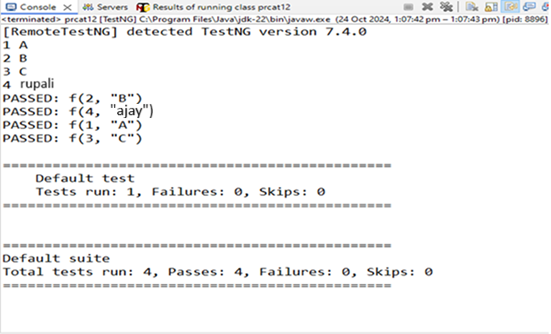 Console × Servers Results of running class prcat12
<terminated> prcat12 [TestNG] C:\Program Files\Java\jdk-22\bin\javaw.exe (24 Oct 2024, 1:07:42 pm – 1:07:43 pm) [pid: 8896]
[RemoteTestNG] detected TestNG version 7.4.0
1 A
2 B
3 C
4 rupali
PASSED: f(2, "B")
PASSED: f(4, "ajay")
PASSED: f(1, "A")
PASSED: f(3, "C")
===============================================
Default test
Tests run: 1, Failures: 0, Skips: 0
===============================================
===============================================
Default suite
Total tests run: 4, Passes: 4, Failures: 0, Skips: 0
===============================================